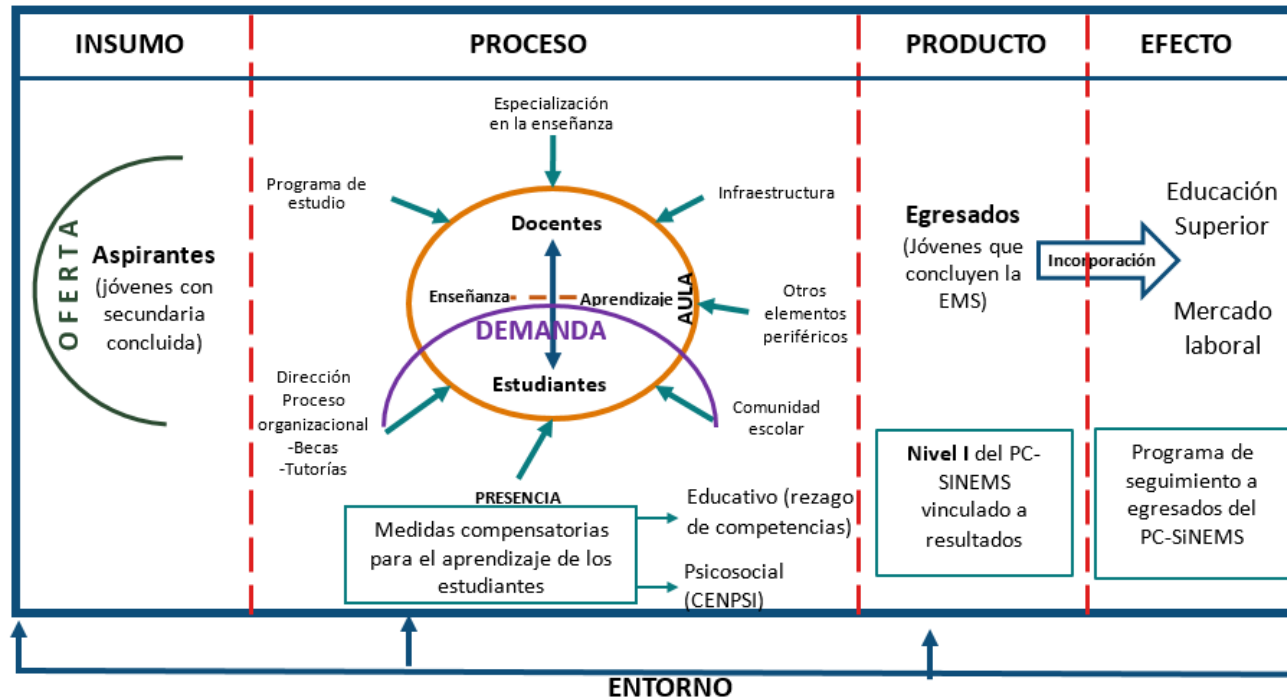 INSUMO
PROCESO
PRODUCTO
EFECTO
OFERTA
Aspirantes
(jóvenes con
secundaria
concluida)
Especialización
en la enseñanza
Programa de
estudio
Infraestructura
Docentes
Enseñanza
Aprendizaje
AULA
DEMANDA
Estudiantes
Otros
elementos
periféricos
Dirección
Proceso
organizacional
-Becas
-Tutorías
Comunidad
escolar
PRESENCIA
Medidas compensatorias
para el aprendizaje de los
estudiantes
Educativo (rezago
de competencias)
Psicosocial
(CENPSI)
Egresados
(Jóvenes que
concluyen la
EMS)
Incorporación
Educación
Superior
Mercado
laboral
Nivel I del PC-
SINEMS
vinculado a
resultados
Programa de
seguimiento a
egresados del
PC-SiNEMS
ENTORNO